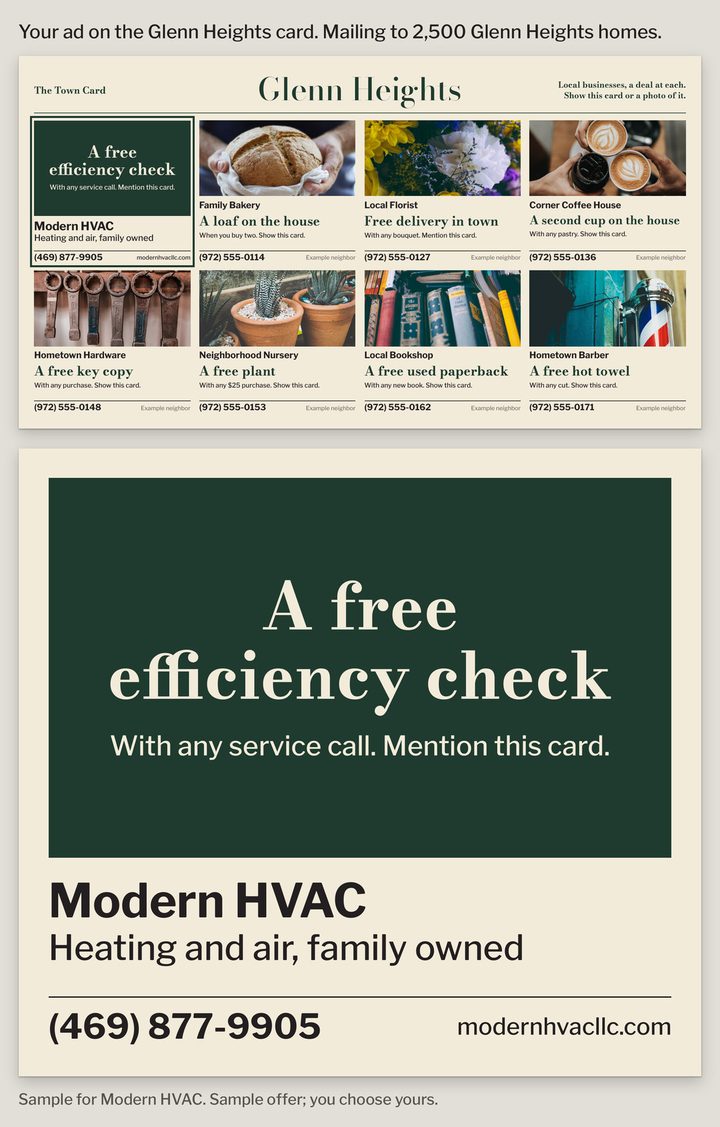 Your ad on the Glenn Heights card. Mailing to 2,500 Glenn Heights homes.
The Town Card
Glenn Heights
Local businesses, a deal at each.
Show this card or a photo of it.
A free
efficiency check
With any service call. Mention this card.
Modern HVAC
Heating and air, family owned
(469) 877-9905
modernhvacllc.com
Family Bakery
A loaf on the house
When you buy two. Show this card.
(972) 555-0114
Example neighbor
Local Florist
Free delivery in town
With any bouquet. Mention this card.
(972) 555-0127
Example neighbor
Corner Coffee House
A second cup on the house
With any pastry. Show this card.
(972) 555-0136
Example neighbor
Hometown Hardware
A free key copy
With any purchase. Show this card.
(972) 555-0148
Example neighbor
Neighborhood Nursery
A free plant
With any $25 purchase. Show this card.
(972) 555-0153
Example neighbor
Local Bookshop
A free used paperback
With any new book. Show this card.
(972) 555-0162
Example neighbor
Hometown Barber
A free hot towel
With any cut. Show this card.
(972) 555-0171
Example neighbor
A free
efficiency check
With any service call. Mention this card.
Modern HVAC
Heating and air, family owned
(469) 877-9905
modernhvacllc.com
Sample for Modern HVAC. Sample offer; you choose yours.